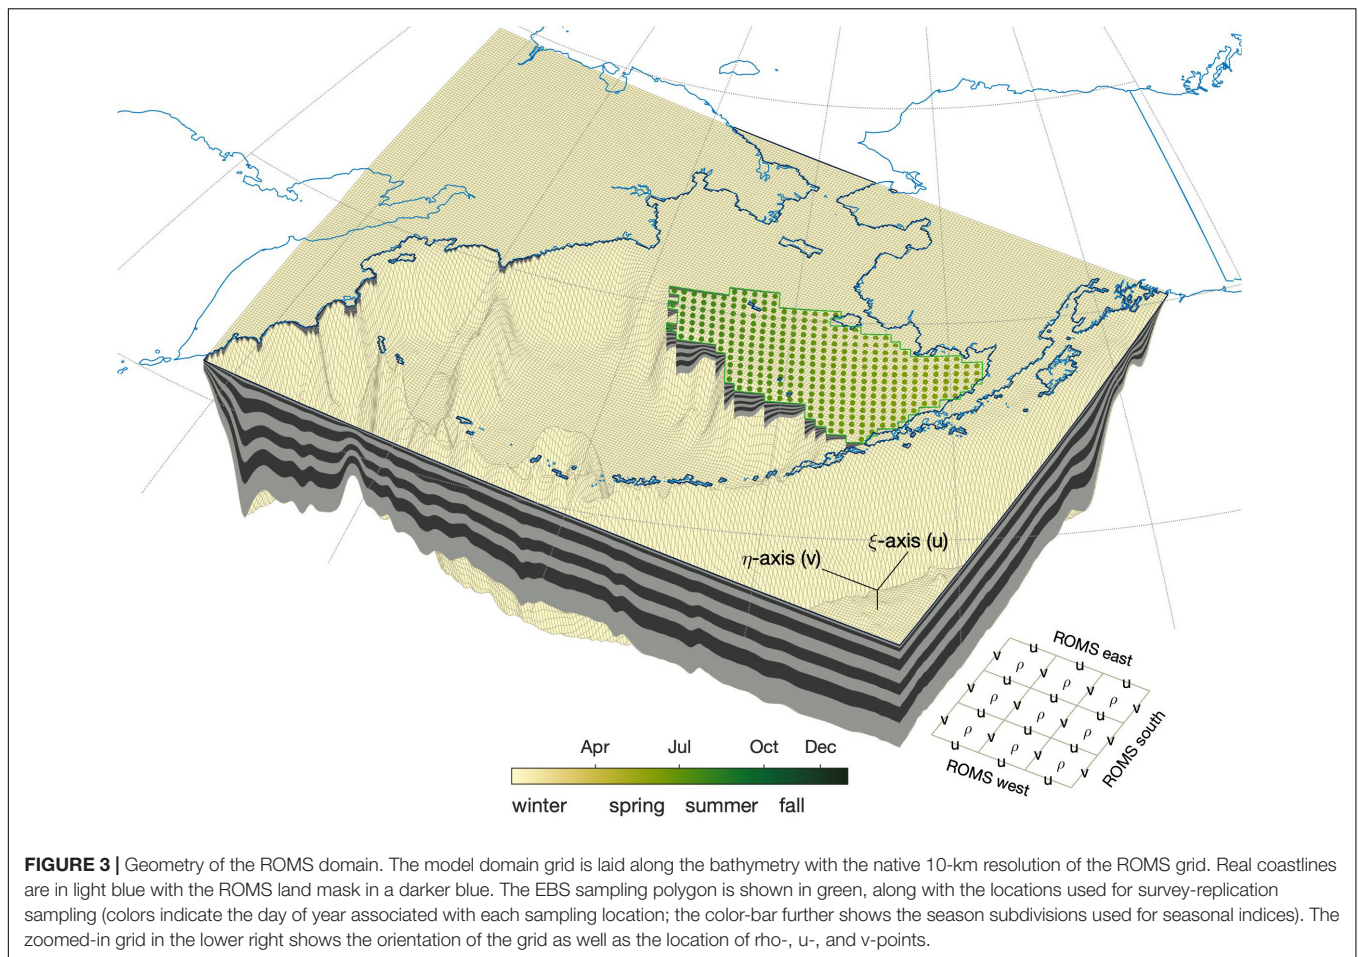 η-axis (v)
ξ-axis (u)
ROMS east
v u ρ u ρ u ρ v
v u ρ v u ρ v u ρ v
v u ρ v u ρ v u ρ v
u u u v
ROMS west
ROMS south
Apr Jul Oct Dec
winter spring summer fall
FIGURE 3 | Geometry of the ROMS domain. The model domain grid is laid along the bathymetry with the native 10-km resolution of the ROMS grid. Real coastlines
are in light blue with the ROMS land mask in a darker blue. The EBS sampling polygon is shown in green, along with the locations used for survey-replication
sampling (colors indicate the day of year associated with each sampling location; the color-bar further shows the season subdivisions used for seasonal indices). The
zoomed-in grid in the lower right shows the orientation of the grid as well as the location of rho-, u-, and v-points.